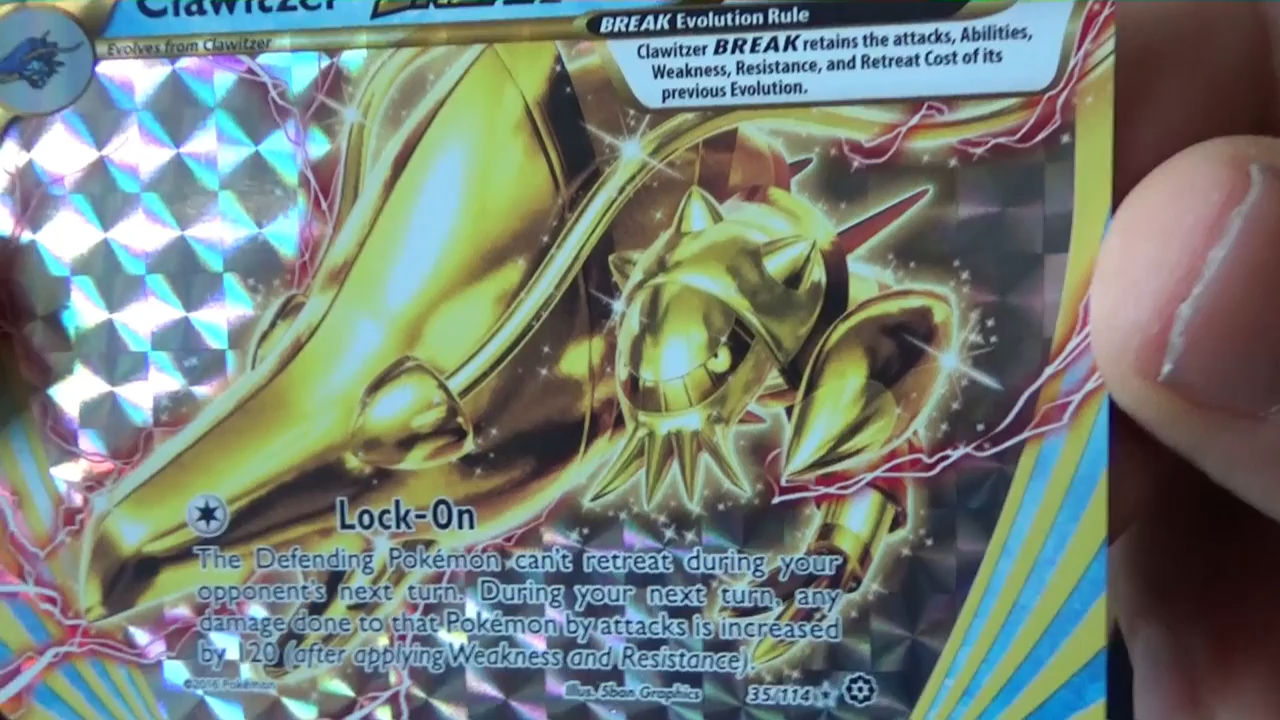 Clawitzer BREAK
Evolves from Clawitzer
BREAK Evolution Rule
Clawitzer BREAK retains the attacks, Abilities,
Weakness, Resistance, and Retreat Cost of its
previous Evolution.
Lock-On
The Defending Pokémon can't retreat during your
opponent's next turn. During your next turn, any
damage done to that Pokémon by attacks is increased
by 120 (after applying Weakness and Resistance).
©2016 Pokémon
Illus. 5ban Graphics
35/114